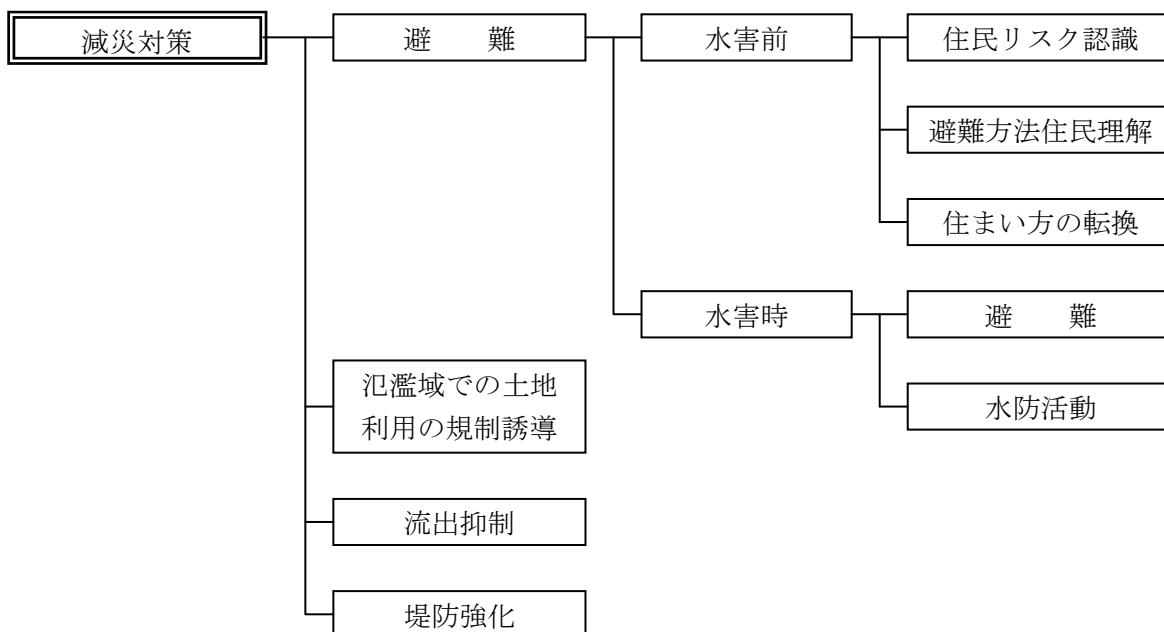 減災対策
避　　難
水害前
住民リスク認識
避難方法住民理解
住まい方の転換
水害時
避　　難
水防活動
氾濫域での土地
利用の規制誘導
流出抑制
堤防強化